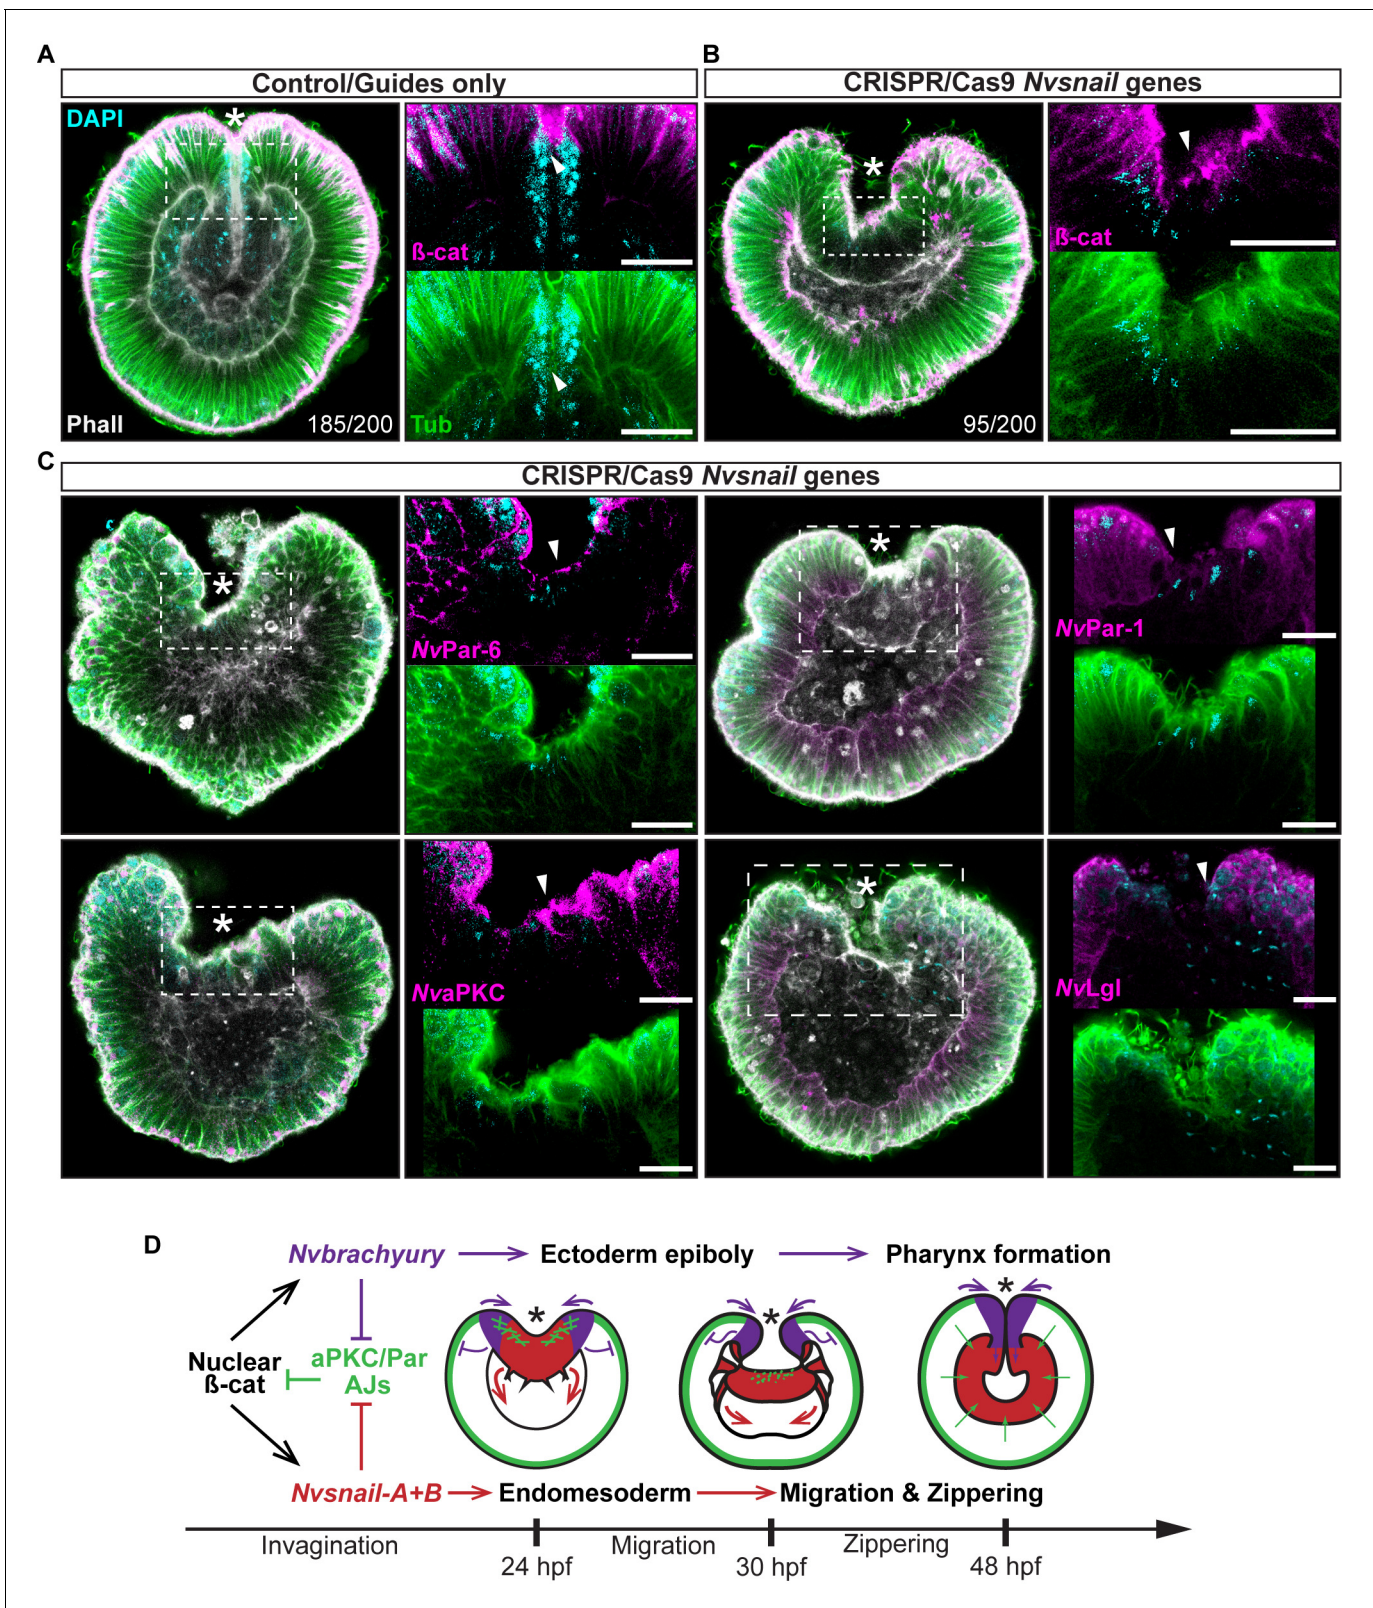 A
B
Control/Guides only
CRISPR/Cas9 Nvsnail genes
DAPI
*
ß-cat
*
Phall
185/200
Tub
95/200
C
CRISPR/Cas9 Nvsnail genes
*
NvPar-6
*
NvPar-1
*
NvaPKC
*
NvLgl
D
Nvbrachyury
Ectoderm epiboly
Pharynx formation
*
*
*
Nuclear
ß-cat
aPKC/Par
AJs
Nvsnail-A+B
Endomesoderm
Migration & Zippering
Invagination
Migration
Zippering
24 hpf
30 hpf
48 hpf